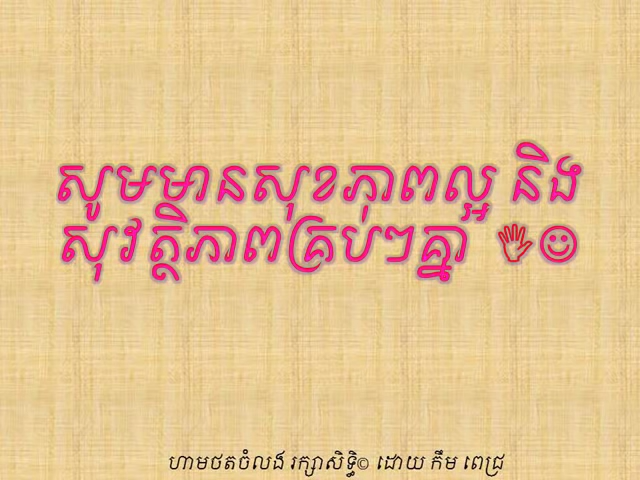 សូមមានសុខភាពល្អ និង
សុវត្ថិភាពគ្រប់ៗគ្នា 🖐☺
ហាមថតចំលង រក្សាសិទ្ធិ© ដោយ កឹម ពេជ្រ